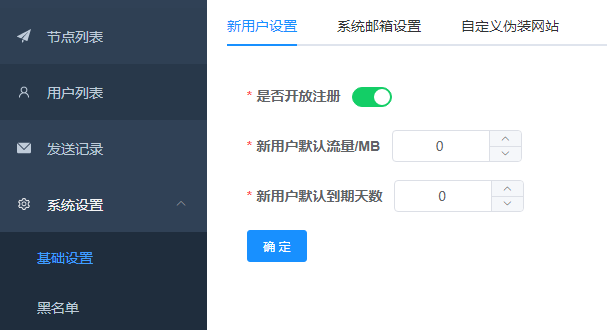 节点列表
用户列表
发送记录
系统设置
基础设置
黑名单
新用户设置 系统邮箱设置 自定义伪装网站
* 是否开放注册
* 新用户默认流量/MB 0
* 新用户默认到期天数 0
确 定